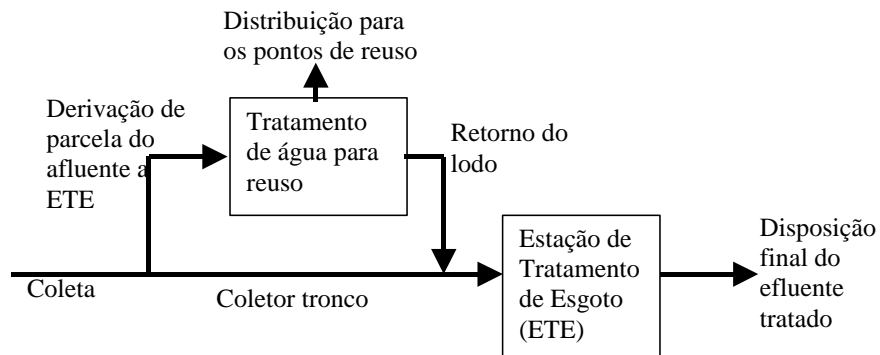 Distribuição para
os pontos de reuso
Derivação de
parcela do
afluente a
ETE
Tratamento
de água para
reuso
Retorno do
lodo
Coleta
Coletor tronco
Estação de
Tratamento
de Esgoto
(ETE)
Disposição
final do
efluente
tratado